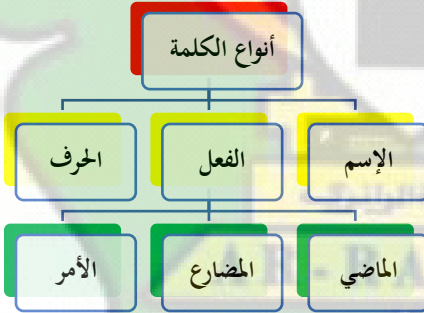 أنواع الكلمة
الإسم
الفعل
الحرف
الماضي
المضارع
الأمر